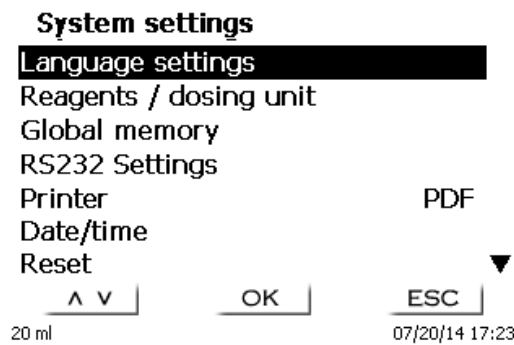 System settings
Language settings
Reagents / dosing unit
Global memory
RS232 Settings
Printer PDF
Date/time
Reset ▼
∧ ∨ OK ESC
20 ml 07/20/14 17:23